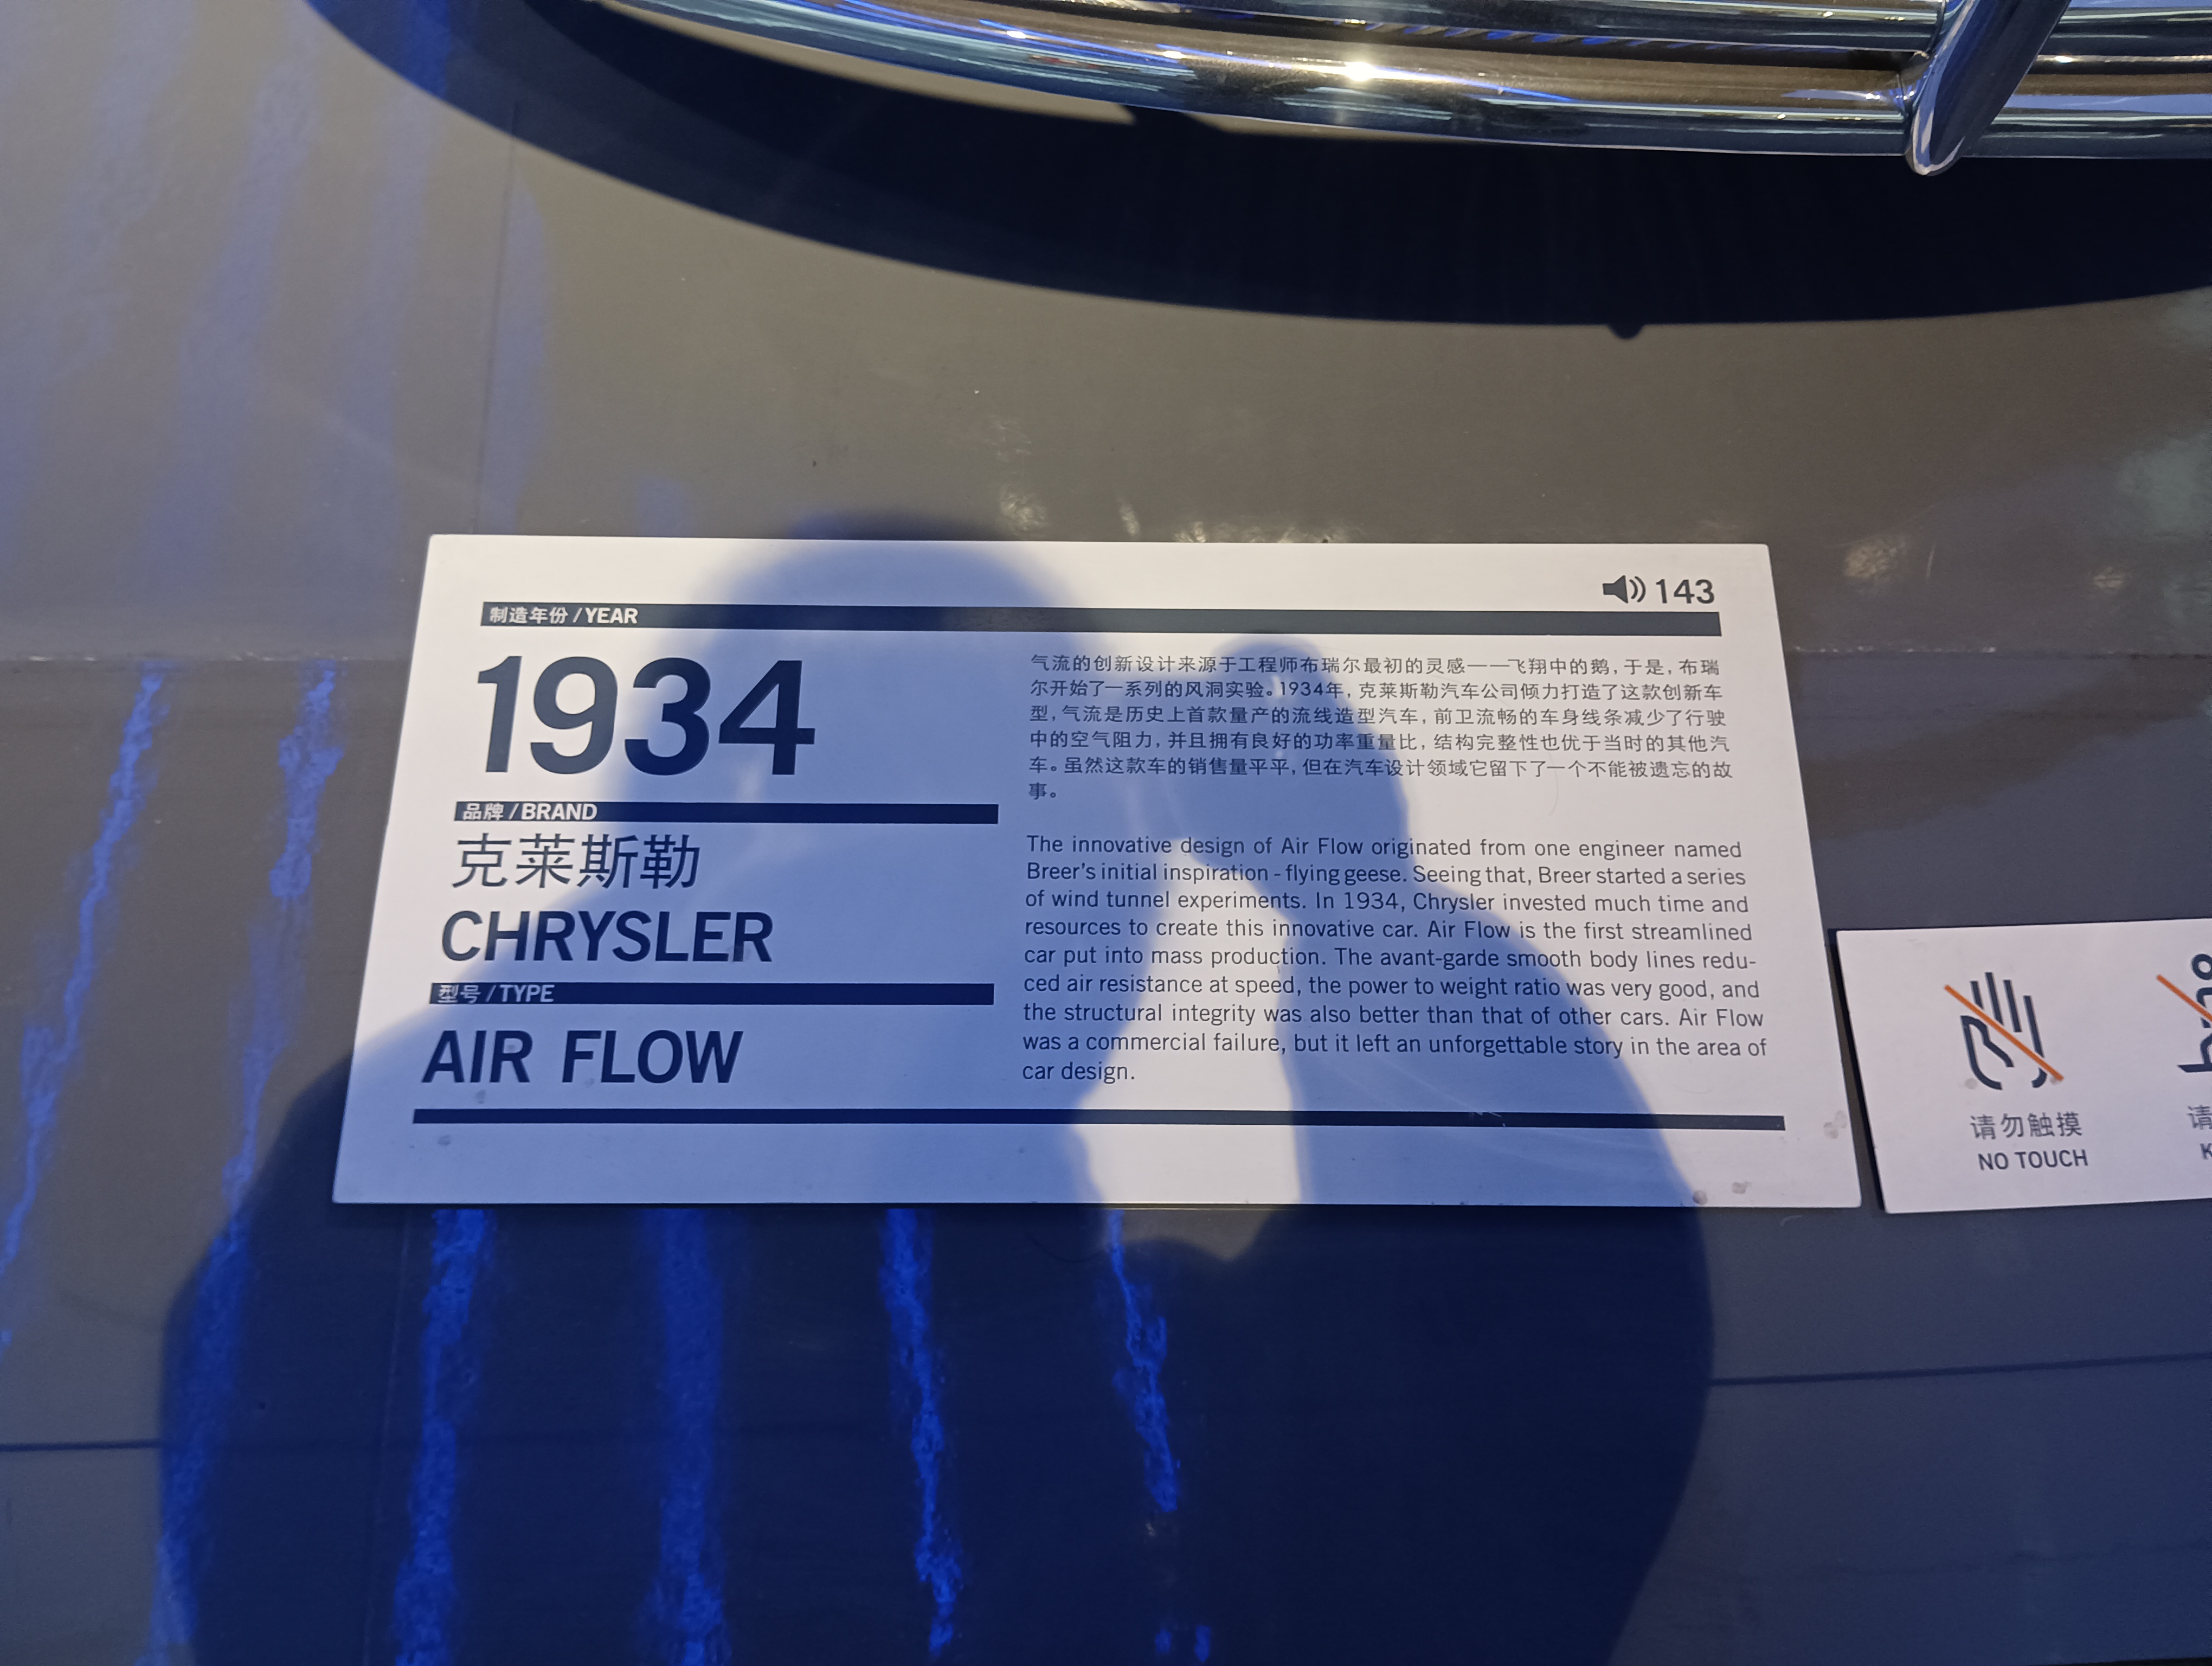 143
制造年份 / YEAR
1934
品牌 / BRAND
克莱斯勒
CHRYSLER
型号 / TYPE
AIR FLOW
气流的创新设计来源于工程师布瑞尔最初的灵感——飞翔中的鹅，于是，布瑞
尔开始了一系列的风洞实验。1934年，克莱斯勒汽车公司倾力打造了这款创新车
型，气流是历史上首款量产的流线造型汽车，前卫流畅的车身线条减少了行驶
中的空气阻力，并且拥有良好的功率重量比，结构完整性也优于当时的其他汽
车。虽然这款车的销售量平平，但在汽车设计领域它留下了一个不能被遗忘的故
事。
The innovative design of Air Flow originated from one engineer named
Breer's initial inspiration - flying geese. Seeing that, Breer started a series
of wind tunnel experiments. In 1934, Chrysler invested much time and
resources to create this innovative car. Air Flow is the first streamlined
car put into mass production. The avant-garde smooth body lines redu-
ced air resistance at speed, the power to weight ratio was very good, and
the structural integrity was also better than that of other cars. Air Flow
was a commercial failure, but it left an unforgettable story in the area of
car design.
请勿触摸
NO TOUCH
请